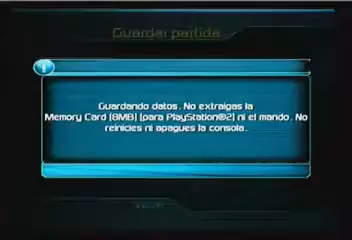 Guardar partida
Guardando datos. No extraigas la
Memory Card (8MB) (para PlayStation®2) ni el mando. No
reinicies ni apagues la consola.